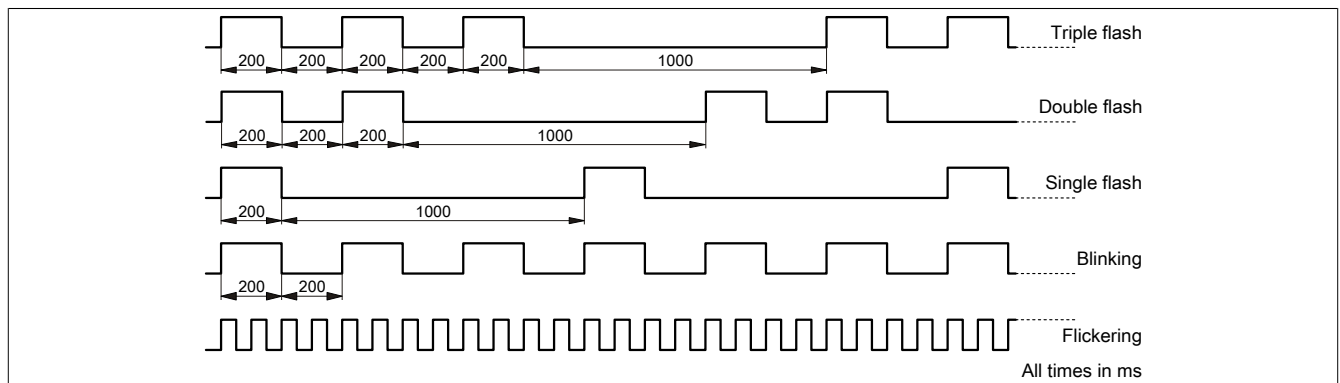 Triple flash
200 200 200 200 200 1000
Double flash
200 200 200 1000
Single flash
200 1000
Blinking
200 200
Flickering
All times in ms